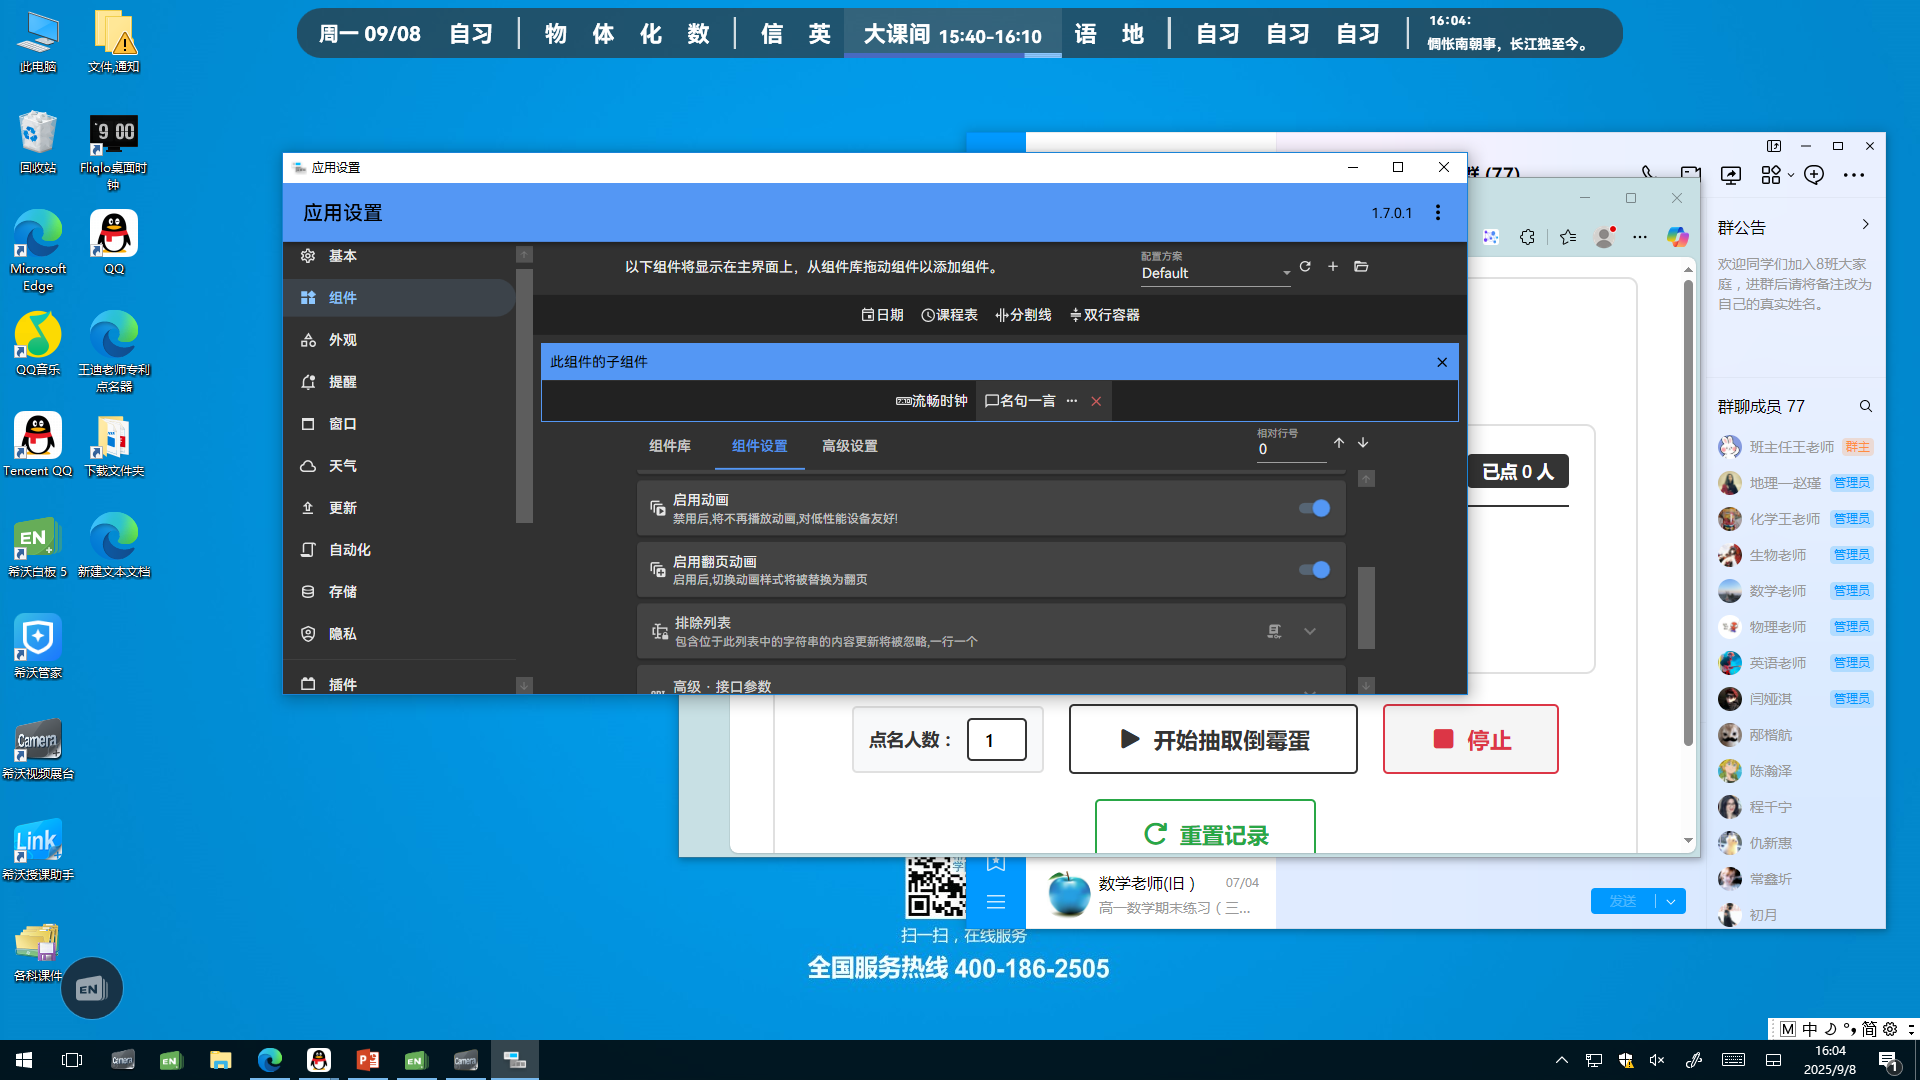 周一 09/08 自习 物 体 化 数 信 英 大课间 15:40-16:10 语 地 自习 自习 自习
16:04:
惆怅南朝事，长江独至今。
此电脑
文件,通知
回收站
Fliqlo桌面时钟
Microsoft Edge
QQ
QQ音乐
王迪老师专利点名器
Tencent QQ
下载文件夹
希沃白板 5
新建文本文档
希沃管家
Camera
希沃视频展台
Link
希沃授课助手
各科课件
EN
应用设置
应用设置
1.7.0.1
基本
组件
外观
提醒
窗口
天气
更新
自动化
存储
隐私
插件
以下组件将显示在主界面上，从组件库拖动组件以添加组件。
配置方案
Default
日期 课程表 分割线 双行容器
此组件的子组件
流畅时钟 名句一言
组件库 组件设置 高级设置
相对行号
0
启用动画
禁用后,将不再播放动画,对低性能设备友好!
启用翻页动画
启用后,切换动画样式将被替换为翻页
排除列表
包含位于此列表中的字符串的内容更新将被忽略,一行一个
高级 · 接口参数
群 (77)
已点 0 人
点名人数： 1
开始抽取倒霉蛋
停止
重置记录
群公告
欢迎同学们加入8班大家
庭，进群后请将备注改为
自己的真实姓名。
群聊成员 77
班主任王老师 群主
地理—赵瑾 管理员
化学王老师 管理员
生物老师 管理员
数学老师 管理员
物理老师 管理员
英语老师 管理员
闫娅淇 管理员
邴楷航
陈瀚泽
程千宁
仇新惠
常鑫圻
初月
数学老师(旧 ) 07/04
高一数学期末练习（三...
发送
扫一扫，在线服务
全国服务热线 400-186-2505
M 中 简
16:04
2025/9/8
1